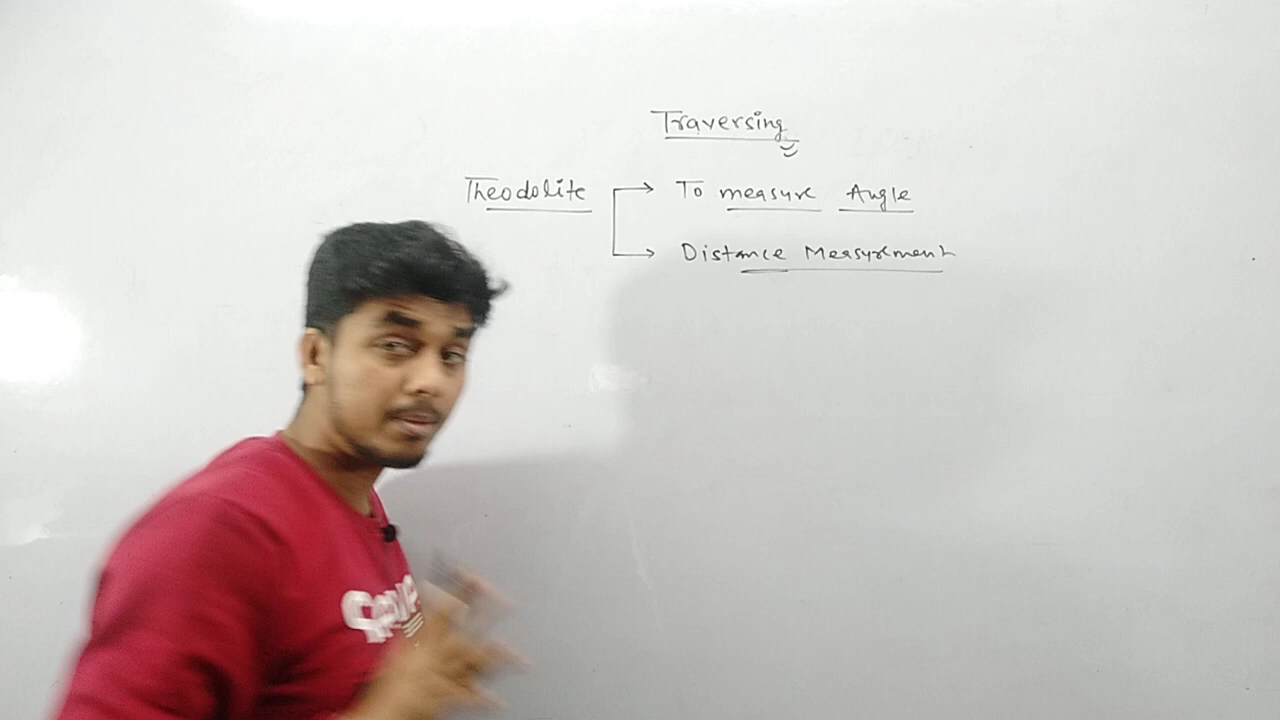 Traversing
Theodolite → To measure Angle
→ Distance Measurement